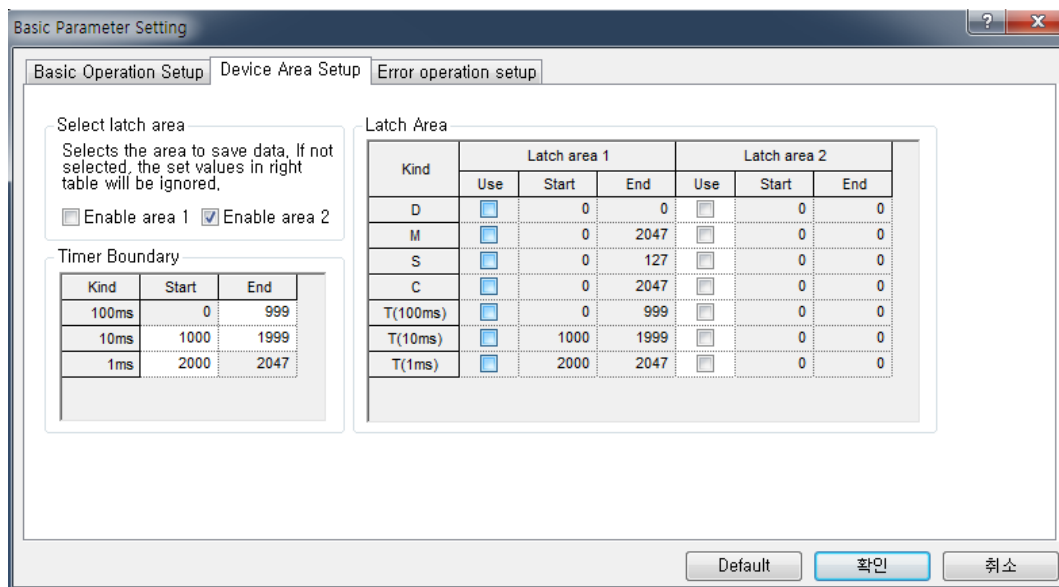 Basic Parameter Setting
Basic Operation Setup Device Area Setup Error operation setup
Select latch area
Selects the area to save data, If not
selected, the set values in right
table will be ignored,
Enable area 1 Enable area 2
Timer Boundary
Kind Start End
100ms 0 999
10ms 1000 1999
1ms 2000 2047
Latch Area
Kind Latch area 1 Latch area 2
Use Start End Use Start End
D 0 0 0 0
M 0 2047 0 0
S 0 127 0 0
C 0 2047 0 0
T(100ms) 0 999 0 0
T(10ms) 1000 1999 0 0
T(1ms) 2000 2047 0 0
Default 확인 취소